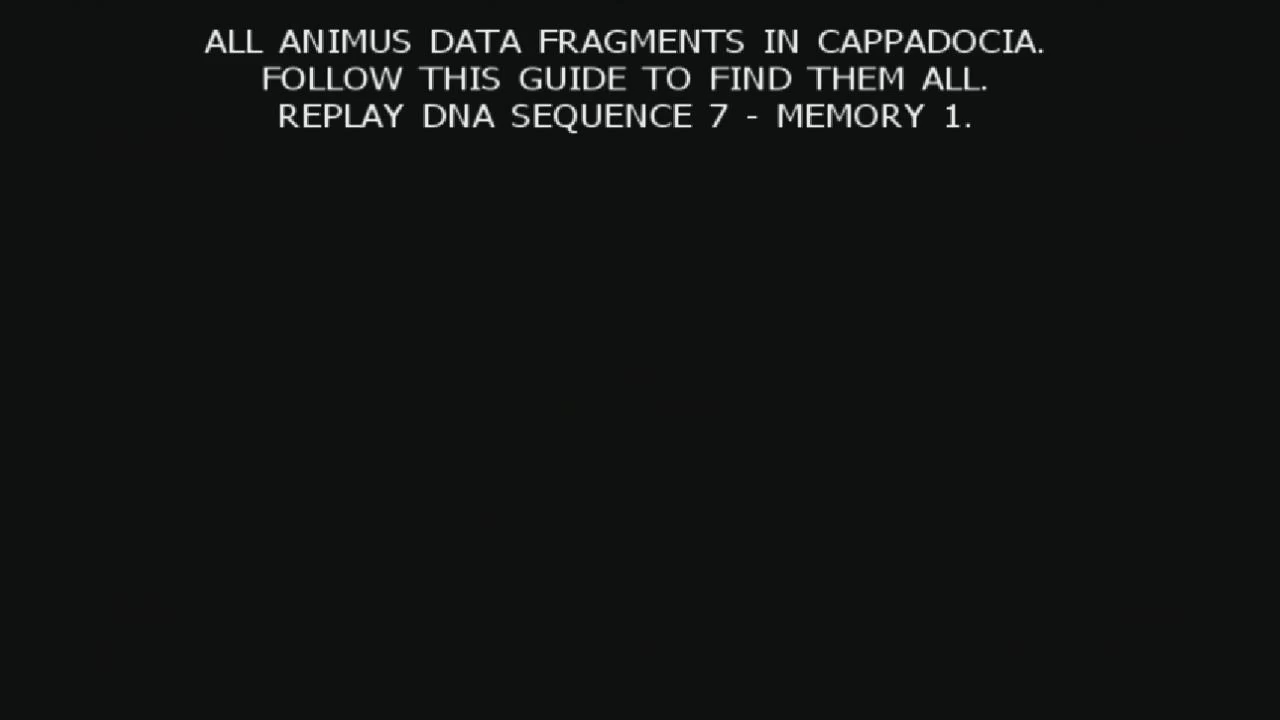 ALL ANIMUS DATA FRAGMENTS IN CAPPADOCIA.
FOLLOW THIS GUIDE TO FIND THEM ALL.
REPLAY DNA SEQUENCE 7 - MEMORY 1.